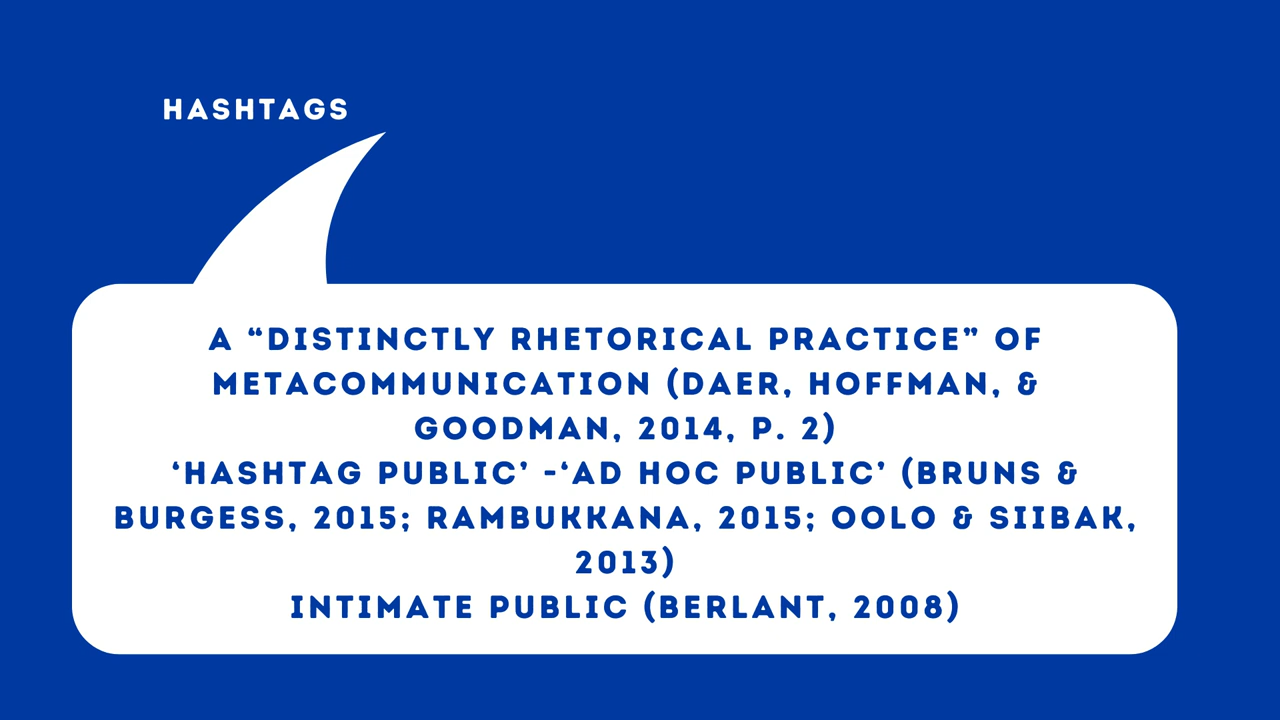 HASHTAGS
A “DISTINCTLY RHETORICAL PRACTICE” OF
METACOMMUNICATION (DAER, HOFFMAN, &
GOODMAN, 2014, P. 2)
‘HASHTAG PUBLIC’ -‘AD HOC PUBLIC’ (BRUNS &
BURGESS, 2015; RAMBUKKANA, 2015; OOLO & SIIBAK,
2013)
INTIMATE PUBLIC (BERLANT, 2008)